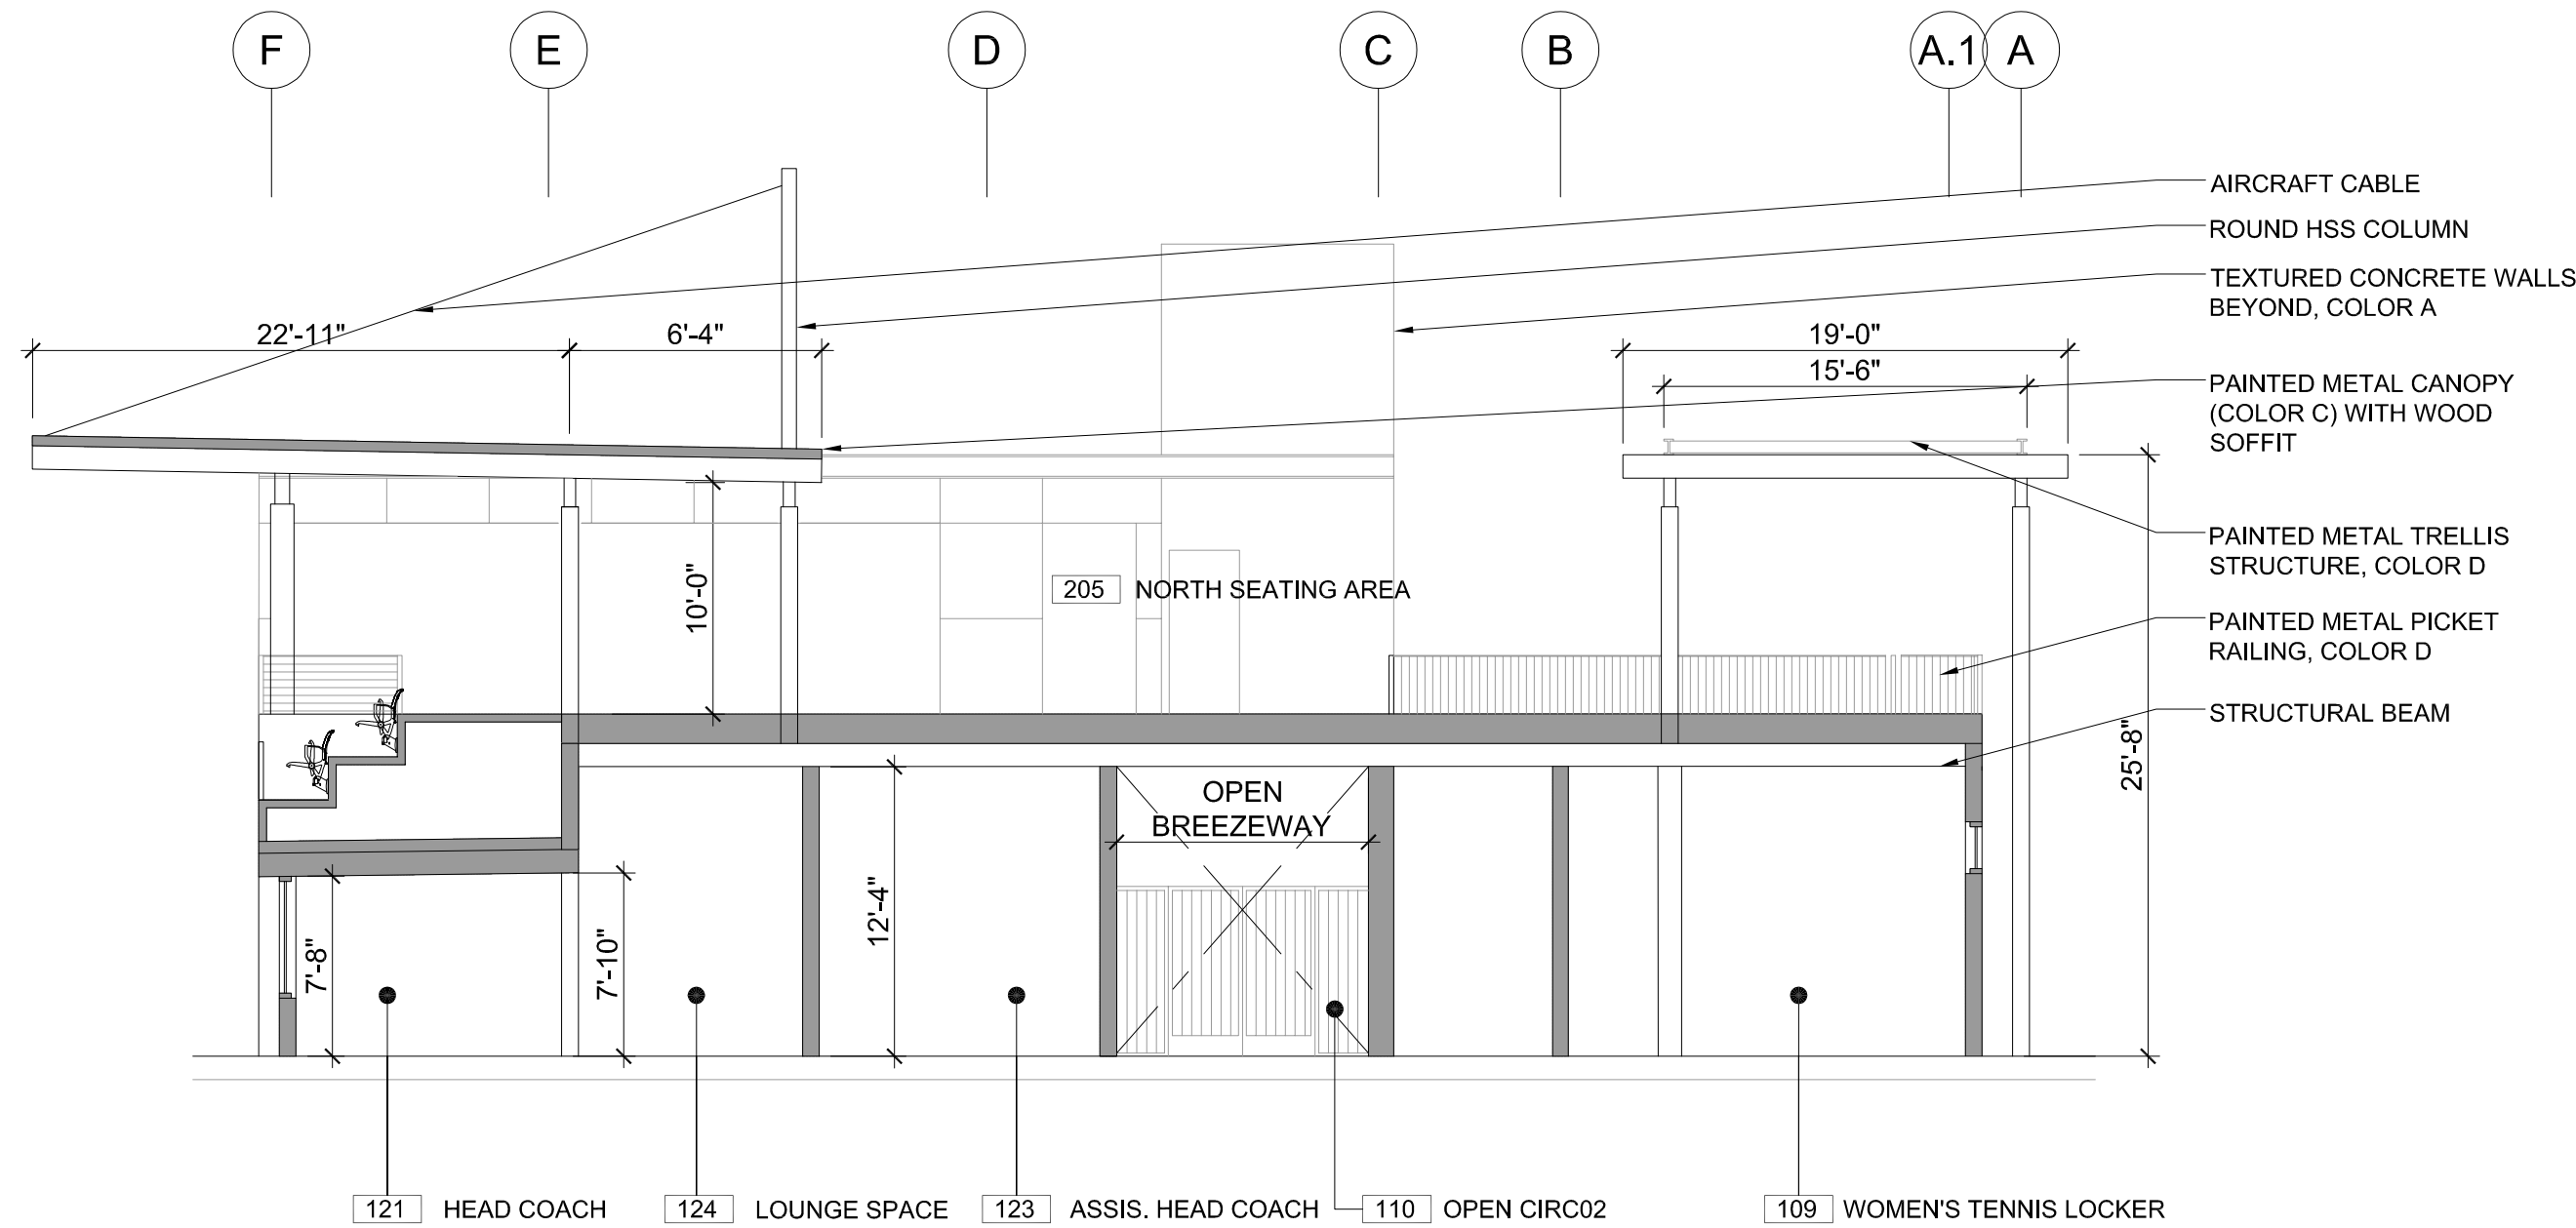 F
E
D
C
B
A.1
A
AIRCRAFT CABLE
ROUND HSS COLUMN
TEXTURED CONCRETE WALLS
BEYOND, COLOR A
22'-11"
6'-4"
19'-0"
15'-6"
PAINTED METAL CANOPY
(COLOR C) WITH WOOD
SOFFIT
PAINTED METAL TRELLIS
STRUCTURE, COLOR D
10'-0"
205 NORTH SEATING AREA
PAINTED METAL PICKET
RAILING, COLOR D
STRUCTURAL BEAM
25'-8"
OPEN
BREEZEWAY
12'-4"
7'-8"
7'-10"
121 HEAD COACH
124 LOUNGE SPACE
123 ASSIS. HEAD COACH
110 OPEN CIRC02
109 WOMEN'S TENNIS LOCKER